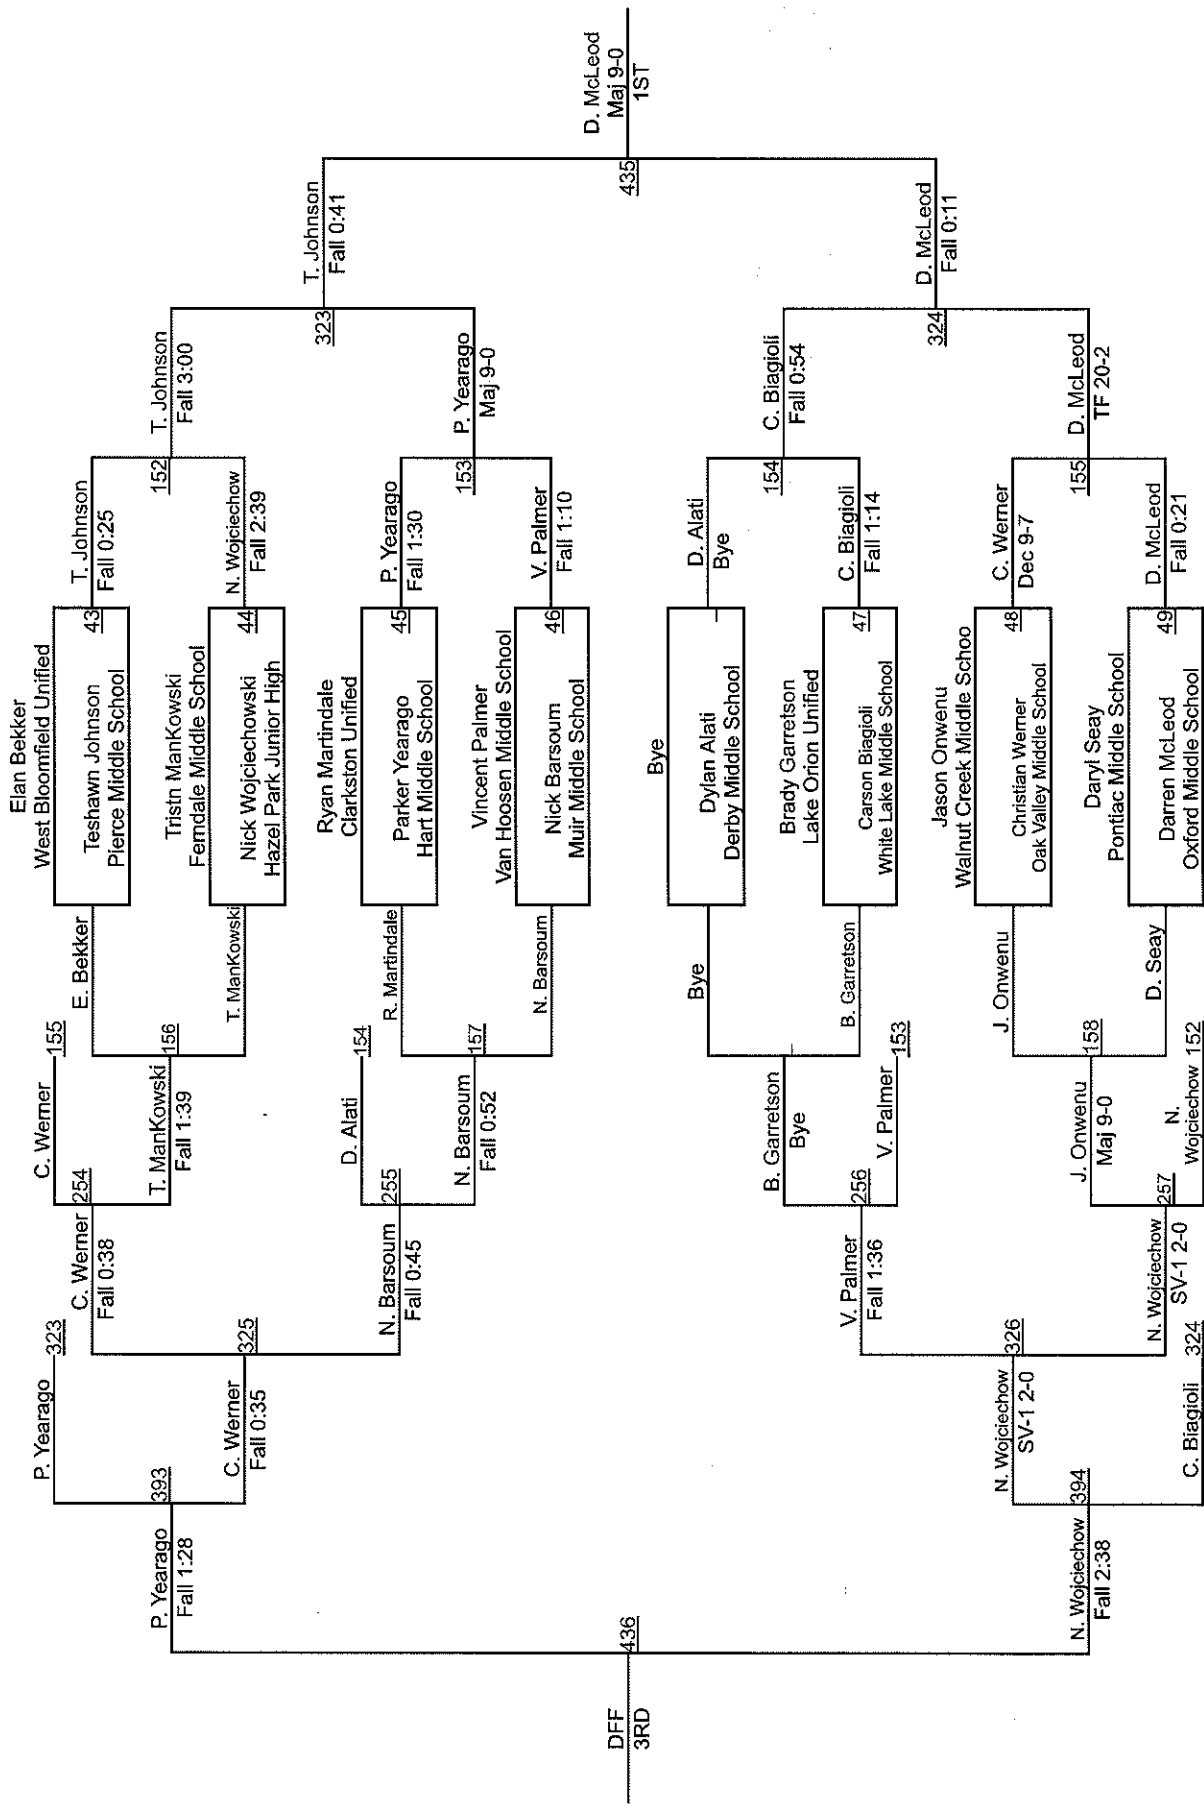 Elan Bekker
West Bloomfield Unified
Teshawn Johnson
Pierce Middle School
43
Tristn ManKowski
Ferndale Middle School
Nick Wojciechowski
Hazel Park Junior High
44
Ryan Martindale
Clarkston Unified
Parker Yearago
Hart Middle School
45
Vincent Palmer
Van Hoosen Middle School
Nick Barsoum
Muir Middle School
46
Bye
Dylan Alati
Derby Middle School
Brady Garretson
Lake Orion Unified
Carson Biagioli
White Lake Middle School
47
Jason Onwenu
Walnut Creek Middle Schoo
Christian Werner
Oak Valley Middle School
48
Daryl Seay
Pontiac Middle School
Darren McLeod
Oxford Middle School
49
T. Johnson
Fall 0:25
N. Wojciechow
Fall 2:39
P. Yearago
Fall 1:30
V. Palmer
Fall 1:10
D. Alati
Bye
C. Biagioli
Fall 1:14
C. Werner
Dec 9-7
D. McLeod
Fall 0:21
152
153
154
155
T. Johnson
Fall 3:00
P. Yearago
Maj 9-0
C. Biagioli
Fall 0:54
D. McLeod
TF 20-2
323
324
T. Johnson
Fall 0:41
D. McLeod
Fall 0:11
435
D. McLeod
Maj 9-0
1ST
E. Bekker
T. ManKowski
R. Martindale
N. Barsoum
Bye
B. Garretson
J. Onwenu
D. Seay
155
156
154
157
153
158
152
C. Werner
T. ManKowski
Fall 1:39
D. Alati
N. Barsoum
Fall 0:52
B. Garretson
Bye
V. Palmer
J. Onwenu
Maj 9-0
N.
Wojciechow
254
255
256
257
C. Werner
Fall 0:38
N. Barsoum
Fall 0:45
V. Palmer
Fall 1:36
N. Wojciechow
SV-1 2-0
323
325
326
324
P. Yearago
C. Werner
Fall 0:35
N. Wojciechow
SV-1 2-0
C. Biagioli
393
394
P. Yearago
Fall 1:28
N. Wojciechow
Fall 2:38
436
DFF
3RD